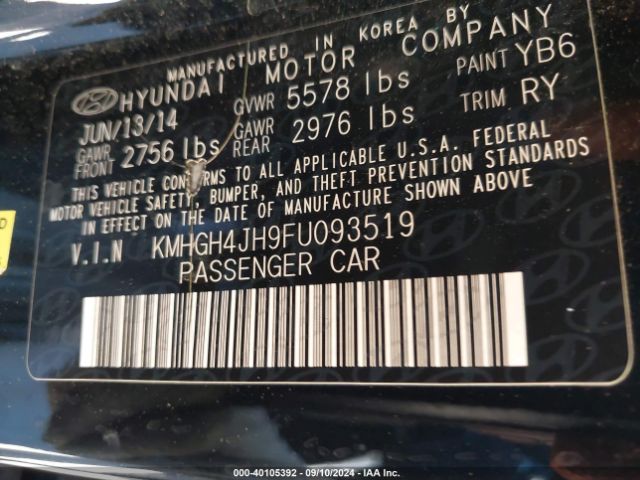 MANUFACTURED IN KOREA BY
HYUNDAI MOTOR COMPANY
JUN/13/14 GVWR 5578 lbs PAINT YB6
GAWR FRONT 2756 lbs GAWR REAR 2976 lbs TRIM RY
THIS VEHICLE CONFORMS TO ALL APPLICABLE U.S.A. FEDERAL
MOTOR VEHICLE SAFETY, BUMPER, AND THEFT PREVENTION STANDARDS
IN EFFECT ON THE DATE OF MANUFACTURE SHOWN ABOVE
V.I.N KMHGH4JH9FU093519
PASSENGER CAR
000-40105392 - 09/10/2024 - IAA Inc.